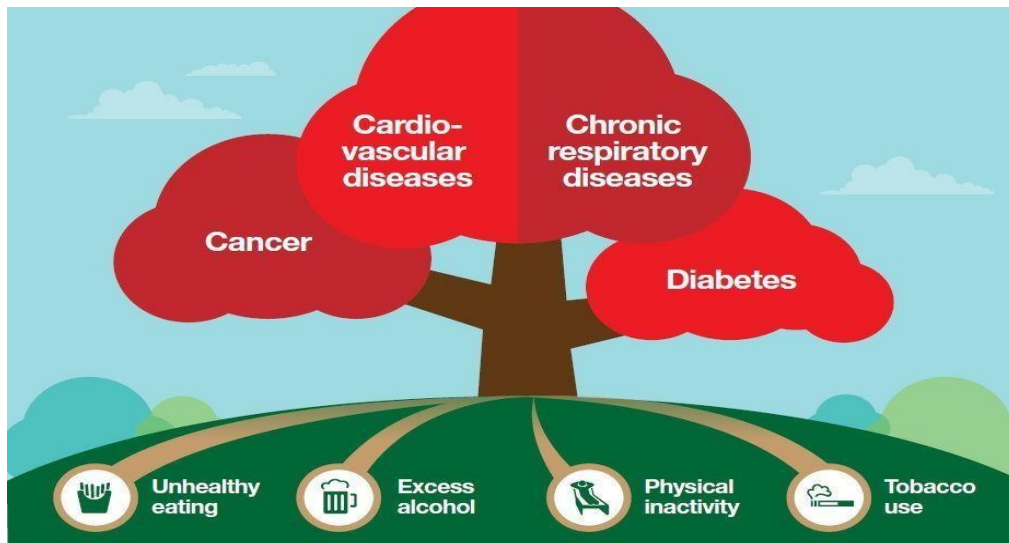 Cardio-
vascular
diseases
Chronic
respiratory
diseases
Cancer
Diabetes
Unhealthy
eating
Excess
alcohol
Physical
inactivity
Tobacco
use